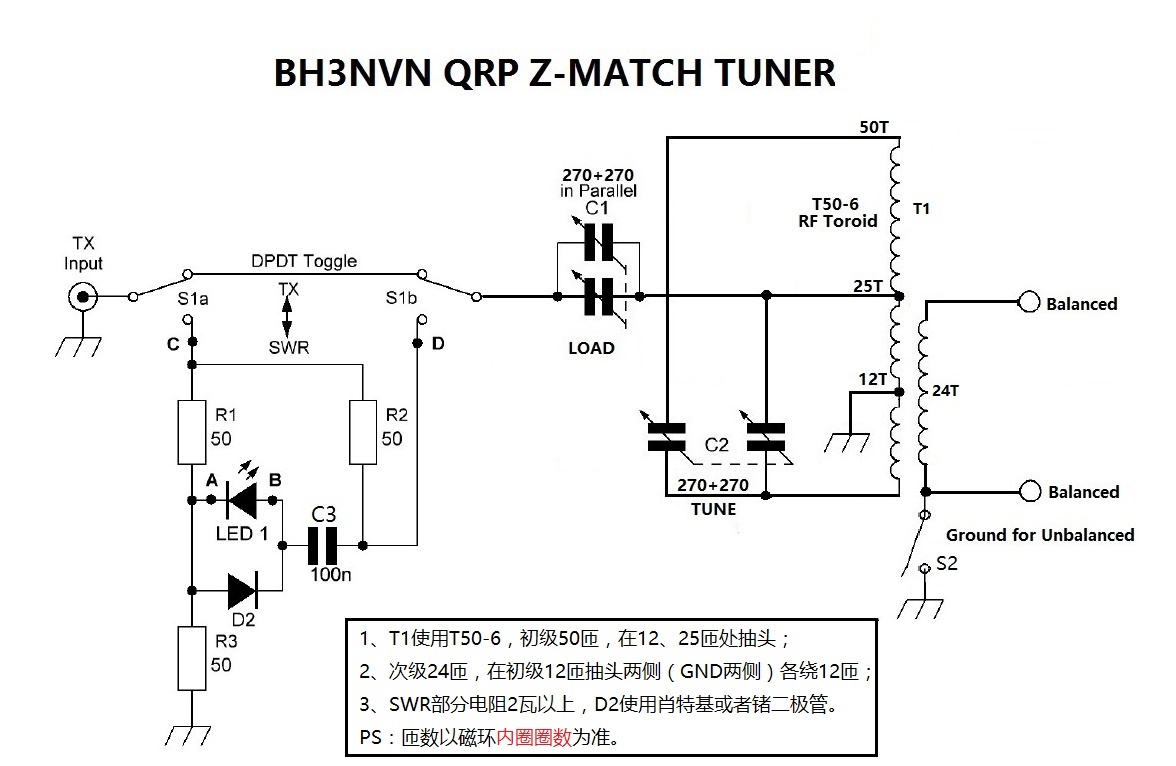 BH3NVN QRP Z-MATCH TUNER
50T
270+270
in Parallel
C1
T50-6
RF Toroid
T1
TX
Input
DPDT Toggle
S1a
TX
S1b
25T
Balanced
C
SWR
D
LOAD
12T
24T
R1
50
R2
50
C2
A
B
270+270
TUNE
Balanced
LED 1
C3
Ground for Unbalanced
100n
S2
D2
R3
50
1、T1使用T50-6，初级50匝，在12、25匝处抽头；
2、次级24匝，在初级12匝抽头两侧（GND两侧）各绕12匝；
3、SWR部分电阻2瓦以上，D2使用肖特基或者锗二极管。
PS：匝数以磁环内圈圈数为准。